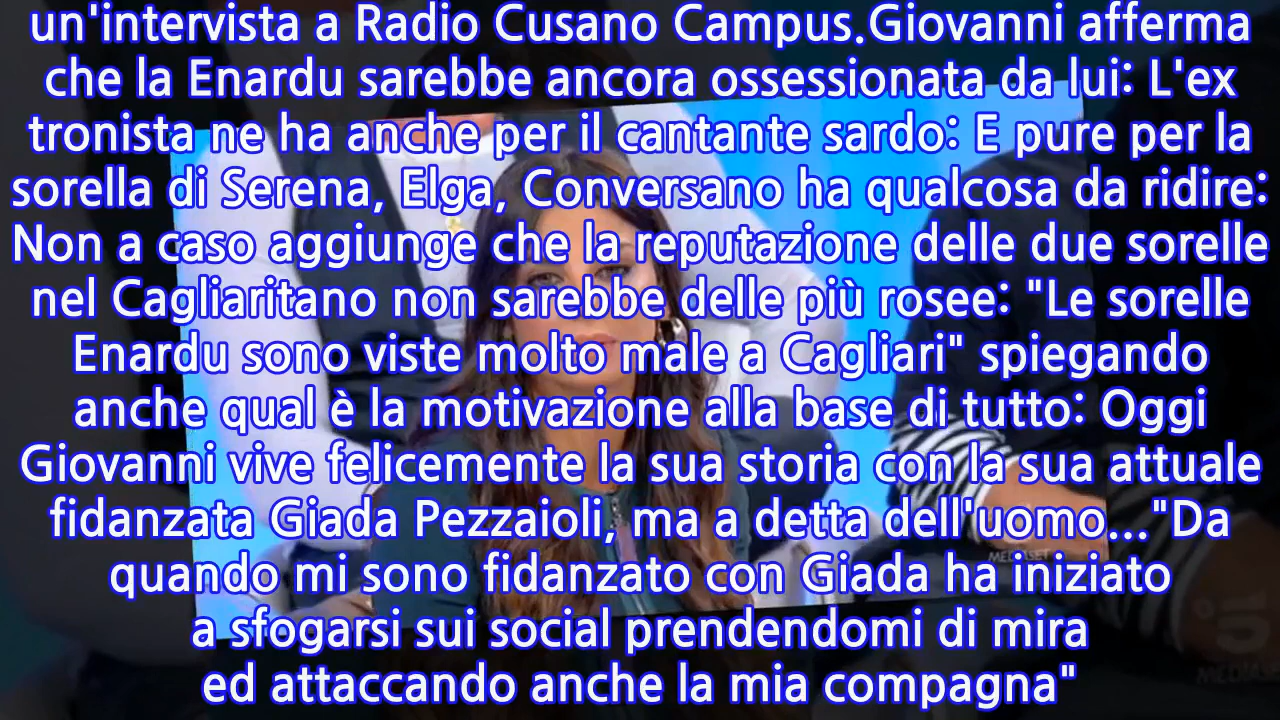 un'intervista a Radio Cusano Campus.Giovanni afferma
che la Enardu sarebbe ancora ossessionata da lui: L'ex
tronista ne ha anche per il cantante sardo: E pure per la
sorella di Serena, Elga, Conversano ha qualcosa da ridire:
Non a caso aggiunge che la reputazione delle due sorelle
nel Cagliaritano non sarebbe delle più rosee: "Le sorelle
Enardu sono viste molto male a Cagliari" spiegando
anche qual è la motivazione alla base di tutto: Oggi
Giovanni vive felicemente la sua storia con la sua attuale
fidanzata Giada Pezzaioli, ma a detta dell'uomo..."Da
quando mi sono fidanzato con Giada ha iniziato
a sfogarsi sui social prendendomi di mira
ed attaccando anche la mia compagna"
MEDIASET